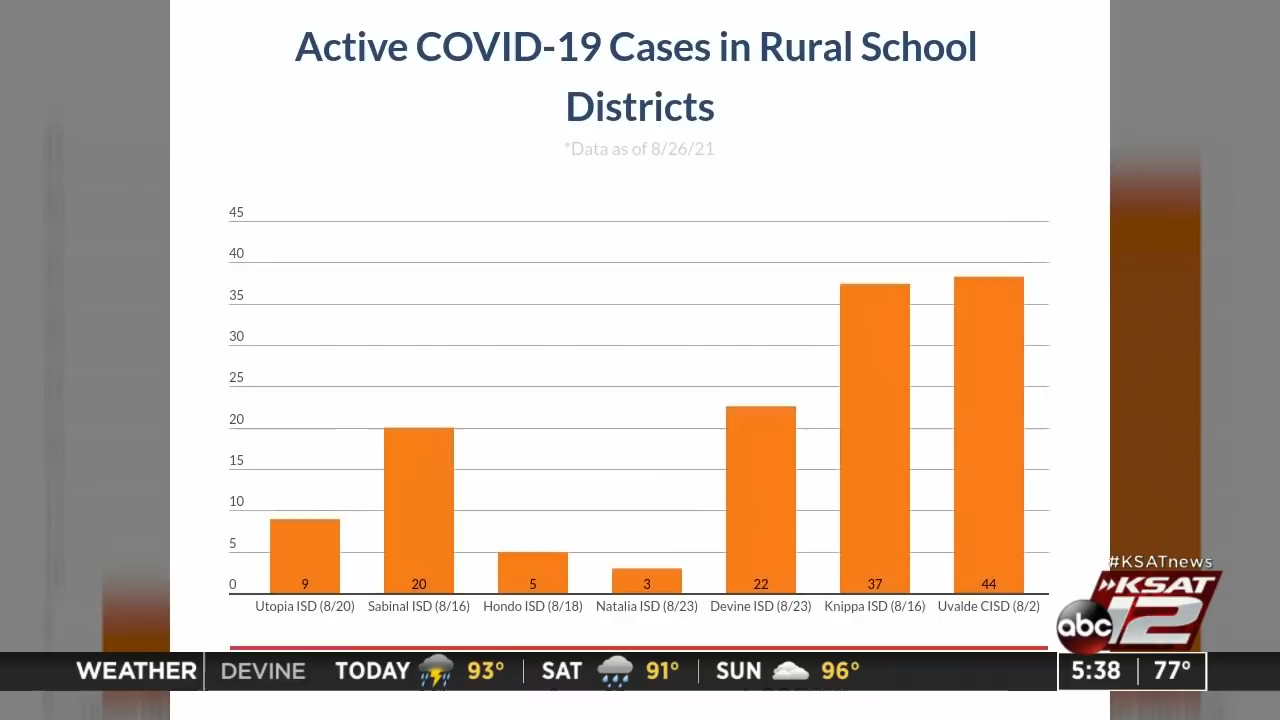 Active COVID-19 Cases in Rural School
Districts
*Data as of 8/26/21
45
40
35
30
25
20
15
10
5
0
9 20 5 3 22 37 44
Utopia ISD (8/20) Sabinal ISD (8/16) Hondo ISD (8/18) Natalia ISD (8/23) Devine ISD (8/23) Knippa ISD (8/16) Uvalde CISD (8/2)
#KSATnews
KSAT
abc 12
WEATHER DEVINE TODAY 93° SAT 91° SUN 96° 5:38 77°